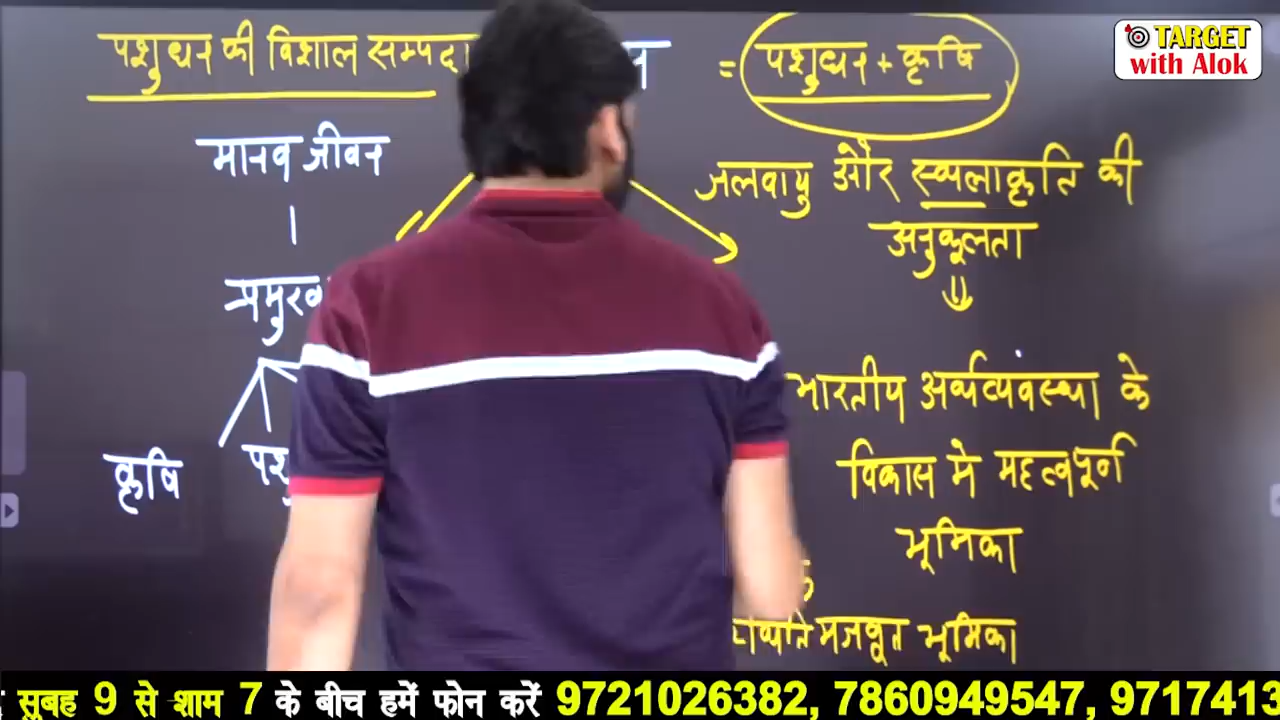 TARGET
with Alok
पशुधन की विशाल सम्पदा
= पशुधन + कृषि
मानव जीवन
जलवायु और स्थलाकृति की
अनुकूलता
कृषि
भारतीय अर्थव्यवस्था के
विकास मे महत्वपूर्ण
भूमिका
मजबूत भूमिका
सुबह 9 से शाम 7 के बीच हमें फोन करें 9721026382, 7860949547, 9717413